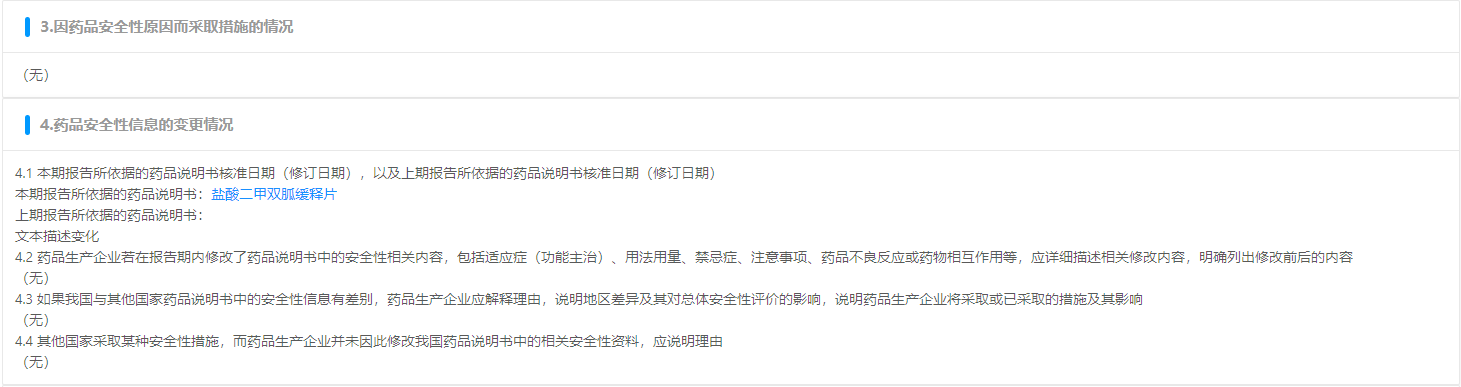 3.因药品安全性原因而采取措施的情况
（无）
4.药品安全性信息的变更情况
4.1 本期报告所依据的药品说明书核准日期（修订日期），以及上期报告所依据的药品说明书核准日期（修订日期）
本期报告所依据的药品说明书：盐酸二甲双胍缓释片
上期报告所依据的药品说明书：
文本描述变化
4.2 药品生产企业若在报告期内修改了药品说明书中的安全性相关内容，包括适应症（功能主治）、用法用量、禁忌症、注意事项、药品不良反应或药物相互作用等，应详细描述相关修改内容，明确列出修改前后的内容
（无）
4.3 如果我国与其他国家药品说明书中的安全性信息有差别，药品生产企业应解释理由，说明地区差异及其对总体安全性评价的影响，说明药品生产企业将采取或已采取的措施及其影响
（无）
4.4 其他国家采取某种安全性措施，而药品生产企业并未因此修改我国药品说明书中的相关安全性资料，应说明理由
（无）